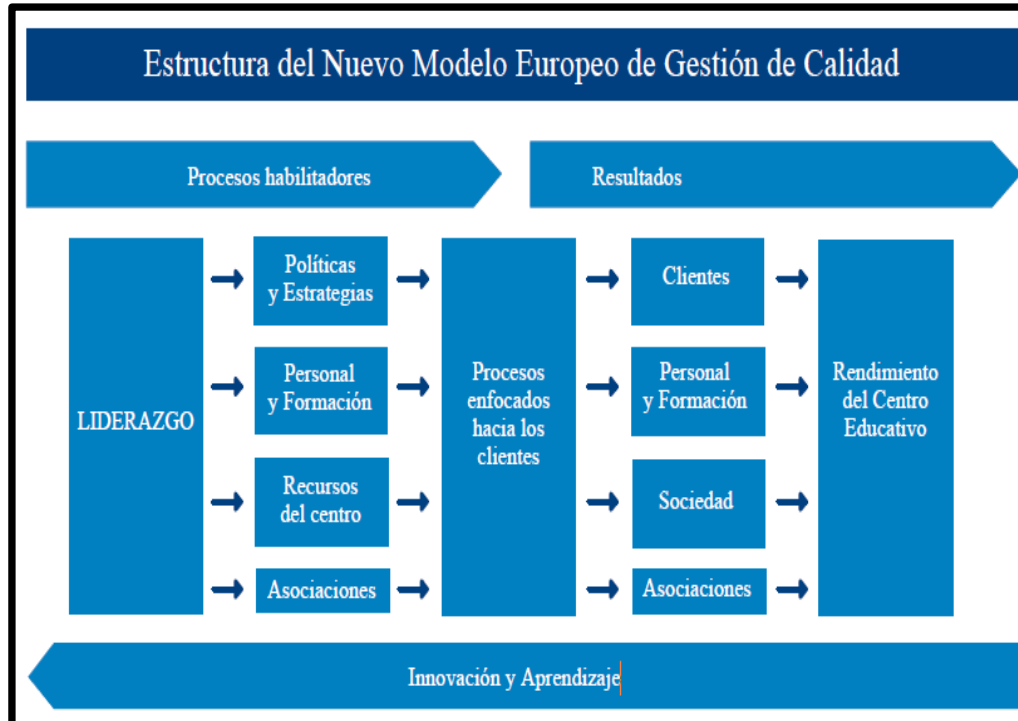 Estructura del Nuevo Modelo Europeo de Gestión de Calidad
Procesos habilitadores
Resultados
LIDERAZGO
Políticas
y Estrategias
Personal
y Formación
Recursos
del centro
Asociaciones
Procesos
enfocados
hacia los
clientes
Clientes
Personal
y Formación
Sociedad
Asociaciones
Rendimiento
del Centro
Educativo
Innovación y Aprendizaje